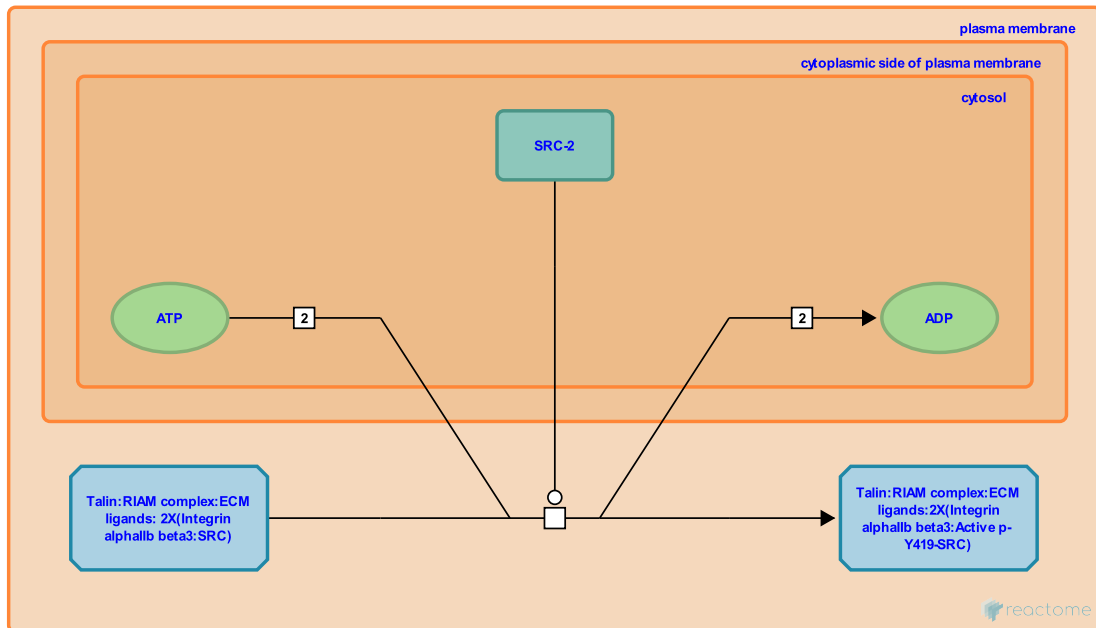 plasma membrane
cytoplasmic side of plasma membrane
cytosol
SRC-2
ATP
2
2
ADP
Talin:RIAM complex:ECM
ligands: 2X(Integrin
alphaIIb beta3:SRC)
Talin:RIAM complex:ECM
ligands:2X(Integrin
alphaIIb beta3:Active p-
Y419-SRC)
reactome